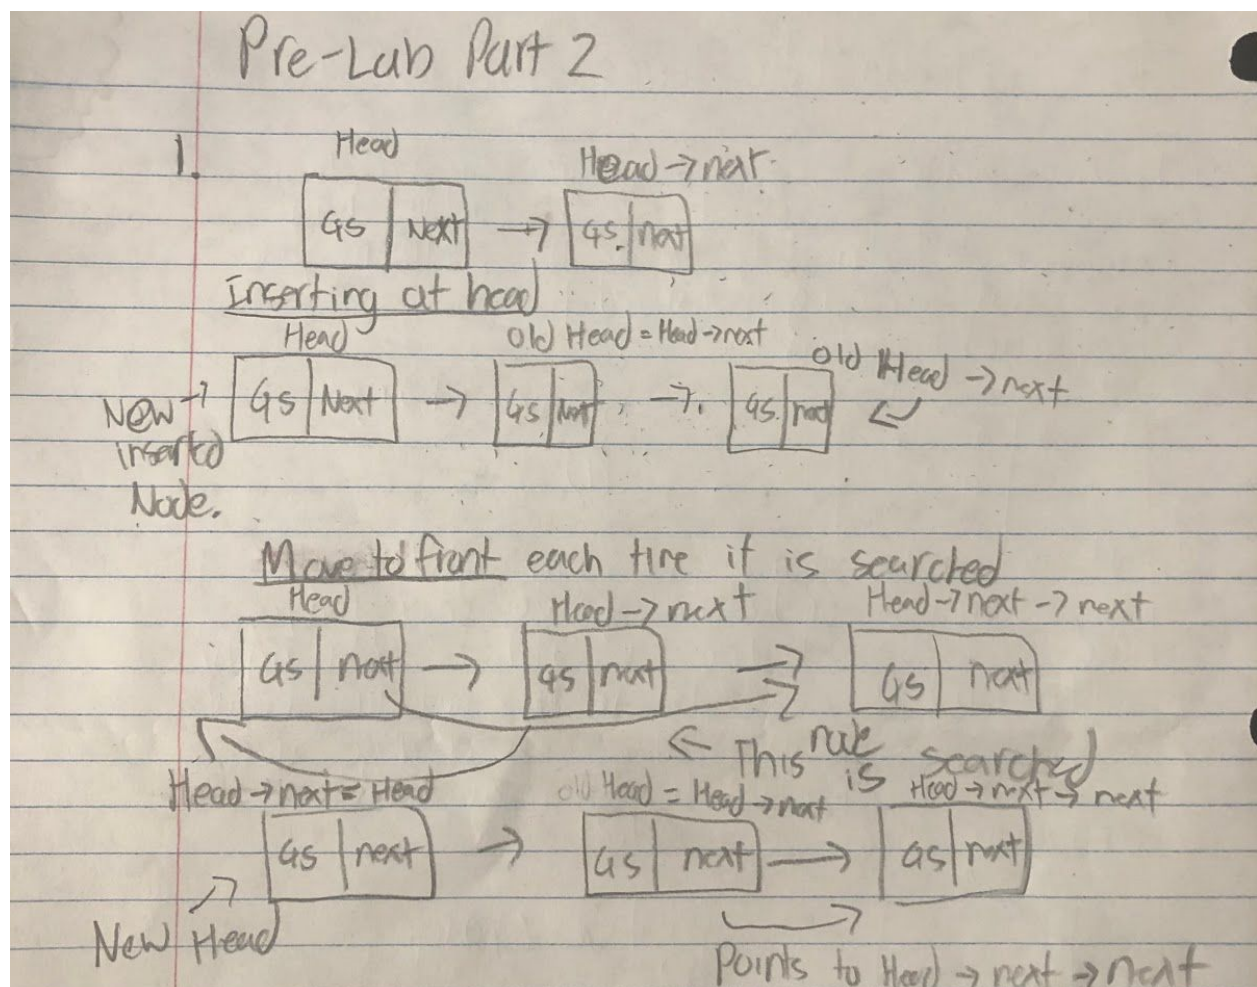 Pre-Lab Part 2
1.
Head
Head → next
GS | Next → GS | next
Inserting at head
Head
Old Head = Head → next
Old Head → next
New → GS | Next → GS | Next → GS | next
inserted
Node.
Move to front each time it is searched
Head
Head → next
Head → next → next
GS | next → GS | next → GS | next
← This node is searched
Head → next = Head
old Head = Head → next
Head → next → next
GS | next → GS | next → GS | next
New Head
Points to Head → next → next